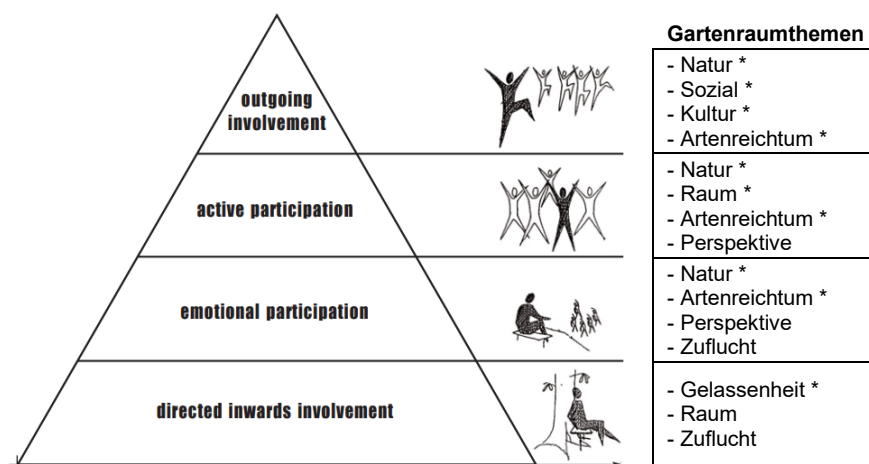 Gartenraumthemen
outgoing
involvement
- Natur *
- Sozial *
- Kultur *
- Artenreichtum *
active participation
- Natur *
- Raum *
- Artenreichtum *
- Perspektive
emotional participation
- Natur *
- Artenreichtum *
- Perspektive
- Zuflucht
directed inwards involvement
- Gelassenheit *
- Raum
- Zuflucht